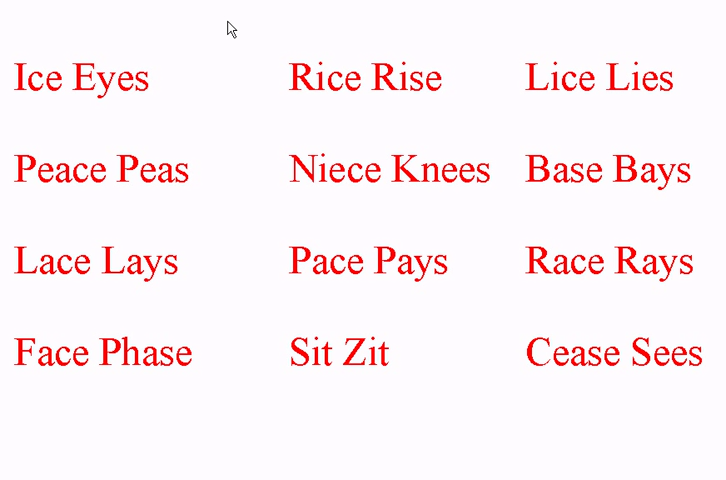 Ice Eyes Rice Rise Lice Lies
Peace Peas Niece Knees Base Bays
Lace Lays Pace Pays Race Rays
Face Phase Sit Zit Cease Sees